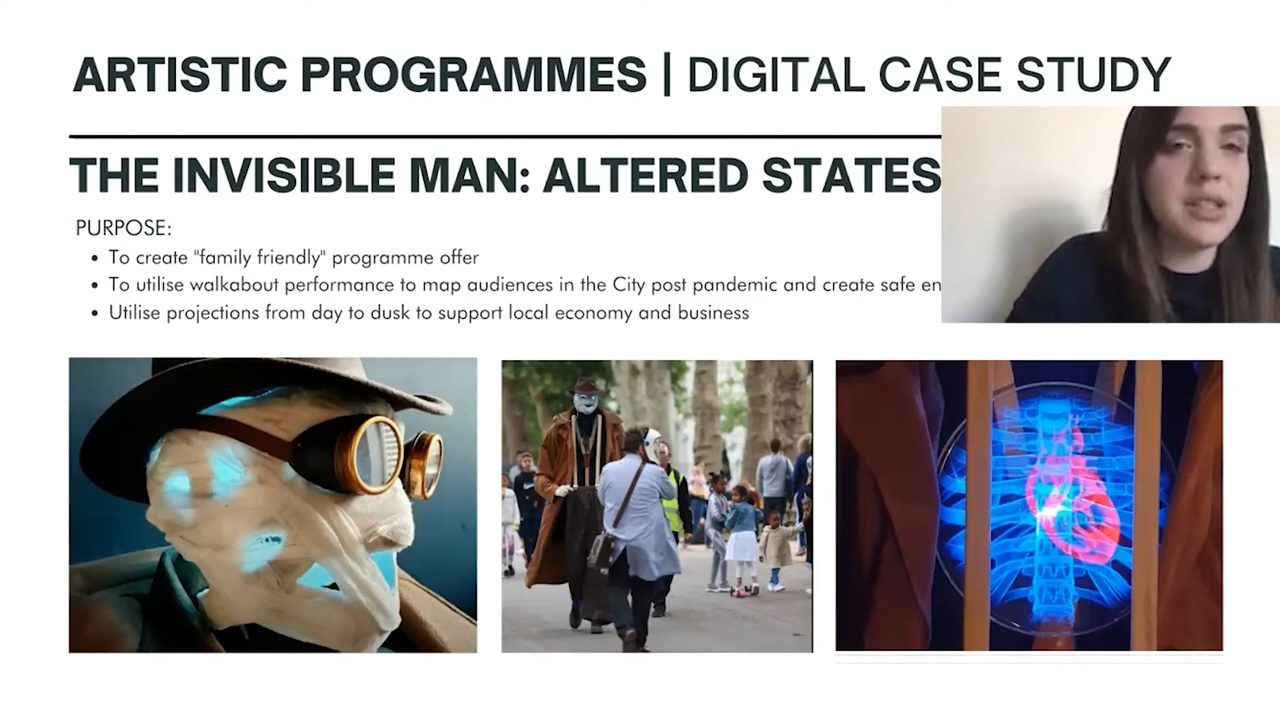 ARTISTIC PROGRAMMES | DIGITAL CASE STUDY
THE INVISIBLE MAN: ALTERED STATES
PURPOSE:
• To create "family friendly" programme offer
• To utilise walkabout performance to map audiences in the City post pandemic and create safe
• Utilise projections from day to dusk to support local economy and business